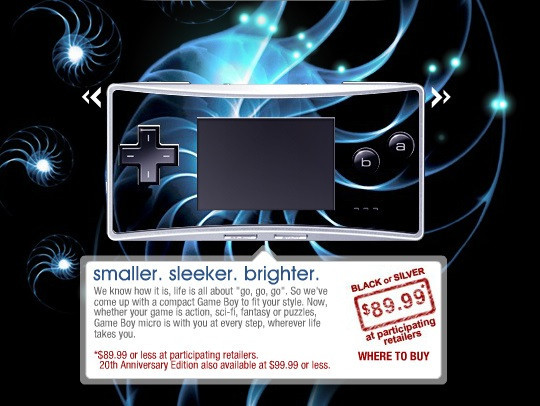 a
b
smaller. sleeker. brighter.
We know how it is, life is all about "go, go, go". So we've
come up with a compact Game Boy to fit your style. Now,
whether your game is action, sci-fi, fantasy or puzzles,
Game Boy micro is with you at every step, wherever life
takes you.
*$89.99 or less at participating retailers.
20th Anniversary Edition also available at $99.99 or less.
BLACK or SILVER
$89.99*
at participating
retailers
WHERE TO BUY